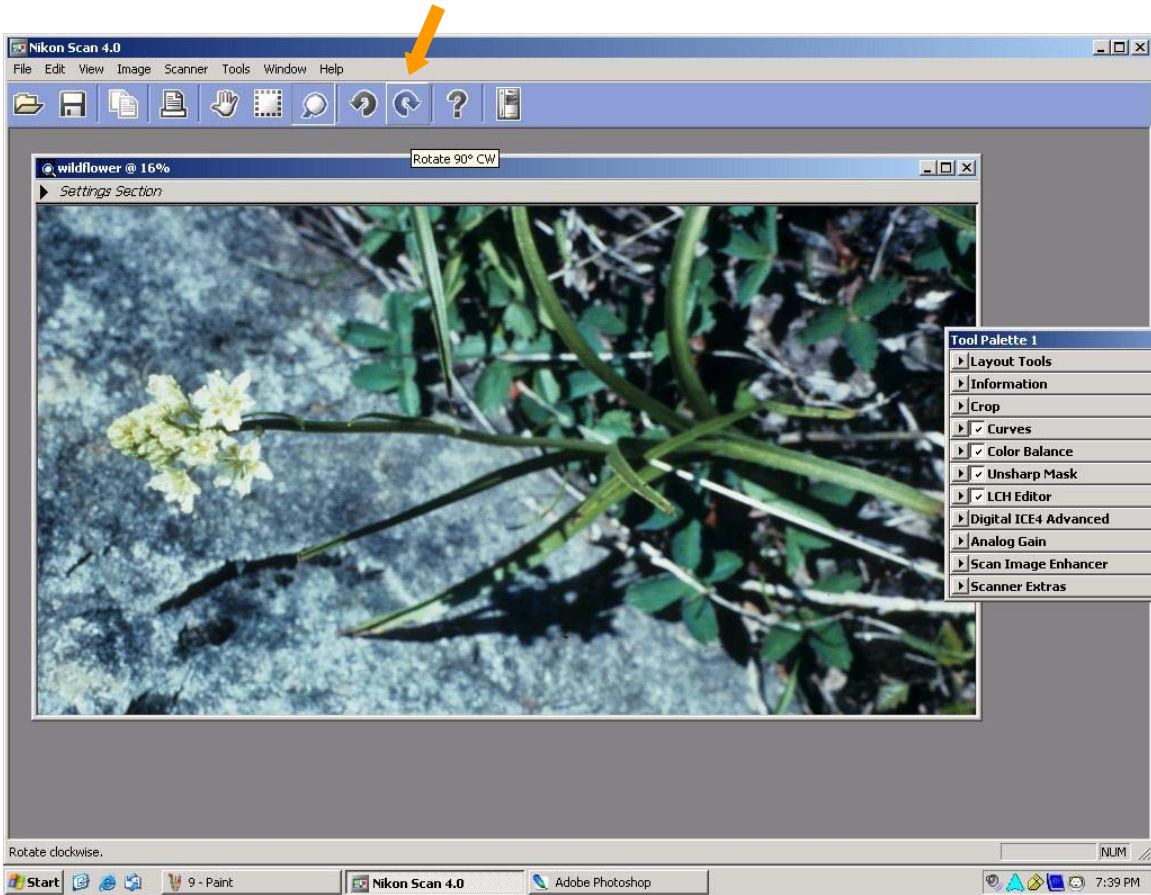 Nikon Scan 4.0
File Edit View Image Scanner Tools Window Help
Rotate 90° CW
wildflower @ 16%
Settings Section
Tool Palette 1
Layout Tools
Information
Crop
Curves
Color Balance
Unsharp Mask
LCH Editor
Digital ICE4 Advanced
Analog Gain
Scan Image Enhancer
Scanner Extras
Rotate clockwise.
NUM
Start
9 - Paint
Nikon Scan 4.0
Adobe Photoshop
7:39 PM